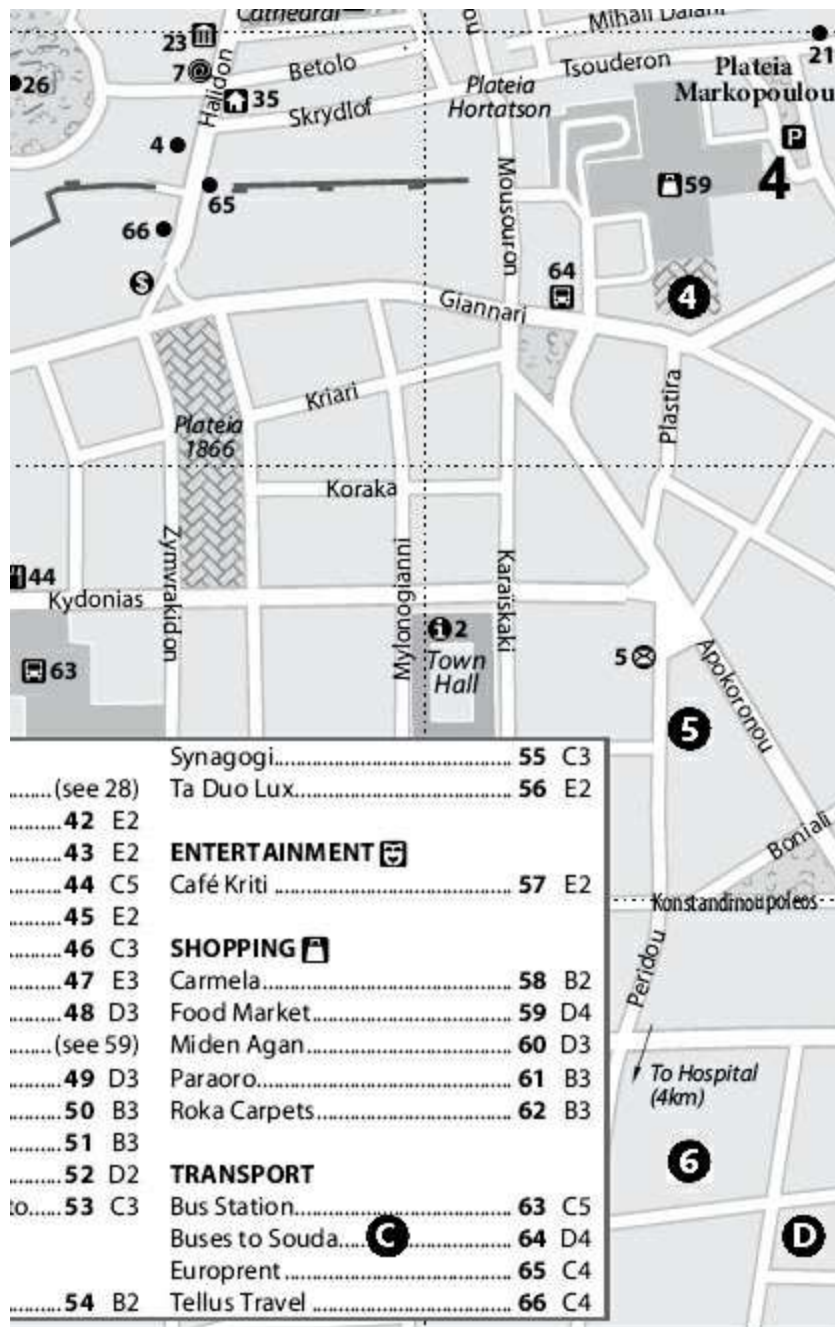 Cathedral
ou
Mihali Daliani
23
21
7 @
Betolo
Tsouderon
Plateia
Markopoulou
26
Halidon
35
Skrydlof
Plateia
Hortatson
P
4
59
4
65
Mousouron
66
64
$
4
Giannari
Kriari
Plastira
Plateia
1866
Koraka
Zymvrakidon
Mylonogianni
Karaïskaki
44
Kydonias
i 2
63
Town
Hall
5
Apokoronou
5
Boniali
Konstandinoupoleos
Peridou
To Hospital
(4km)
6
D
..........(see 28)
............42 E2
............43 E2
............44 C5
............45 E2
............46 C3
............47 E3
............48 D3
..........(see 59)
............49 D3
............50 B3
............51 B3
............52 D2
to......53 C3
............54 B2
Synagogi.......................................... 55 C3
Ta Duo Lux....................................... 56 E2
ENTERTAINMENT
Café Kriti .......................................... 57 E2
SHOPPING
Carmela............................................ 58 B2
Food Market.................................... 59 D4
Miden Agan..................................... 60 D3
Paraoro............................................. 61 B3
Roka Carpets.................................... 62 B3
TRANSPORT
Bus Station....................................... 63 C5
Buses to Souda.... C .................... 64 D4
Europrent ......................................... 65 C4
Tellus Travel ..................................... 66 C4